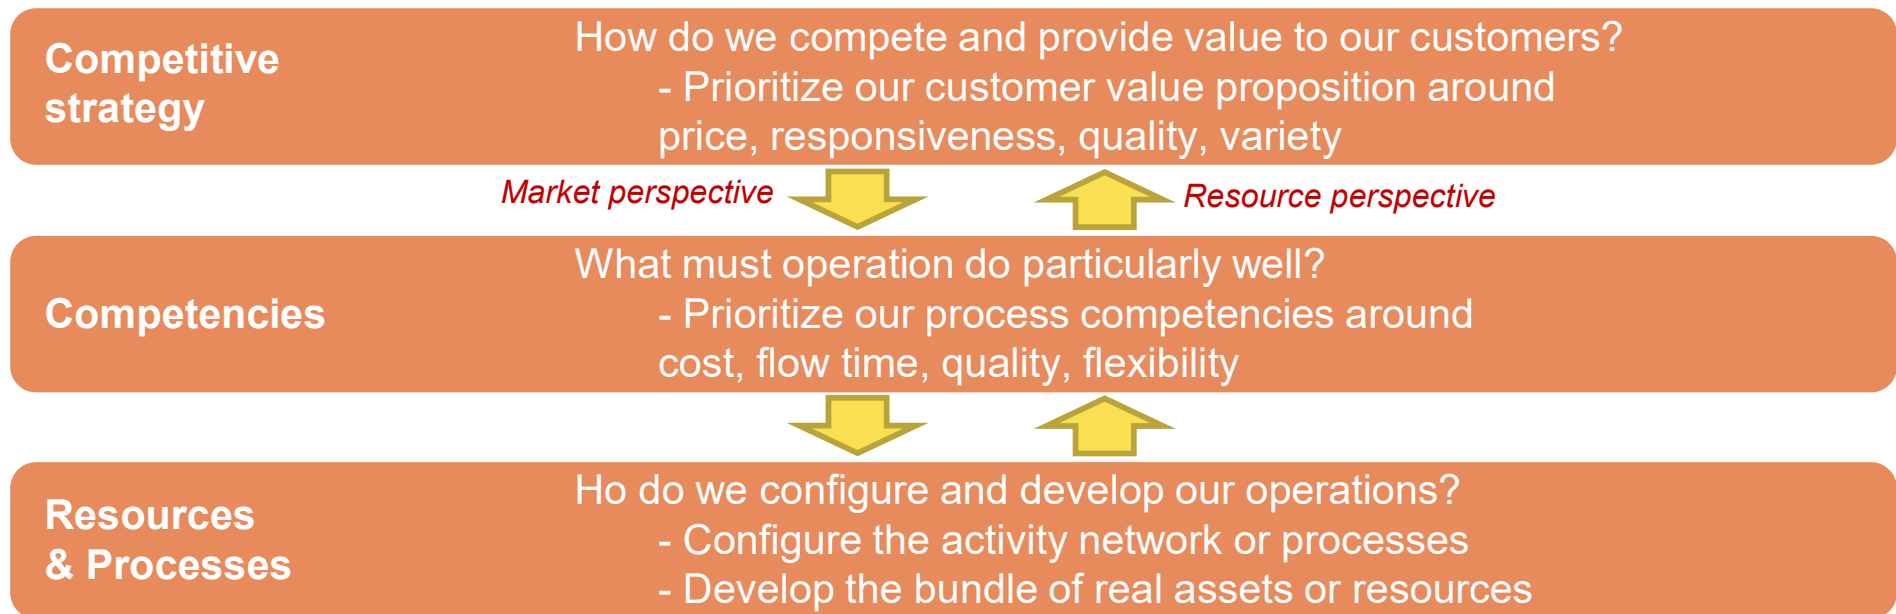 Competitive
strategy
How do we compete and provide value to our customers?
- Prioritize our customer value proposition around
price, responsiveness, quality, variety
Market perspective
Resource perspective
Competencies
What must operation do particularly well?
- Prioritize our process competencies around
cost, flow time, quality, flexibility
Resources
& Processes
Ho do we configure and develop our operations?
- Configure the activity network or processes
- Develop the bundle of real assets or resources